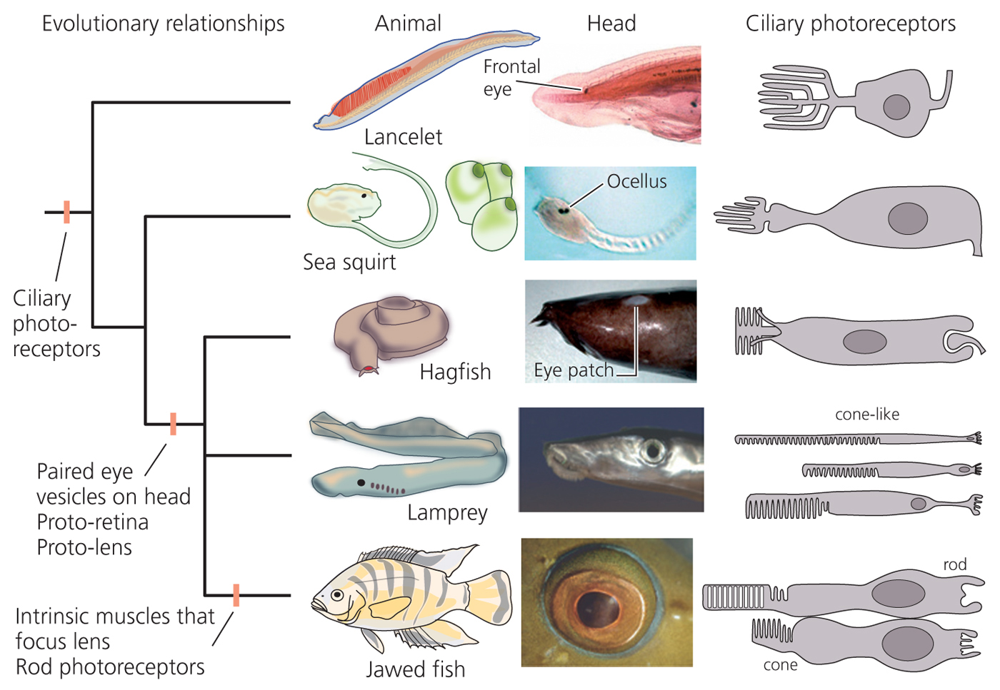 Evolutionary relationships
Animal
Head
Ciliary photoreceptors
Frontal
eye
Lancelet
Ocellus
Sea squirt
Ciliary
photo-
receptors
Hagfish
Eye patch
cone-like
Paired eye
vesicles on head
Proto-retina
Proto-lens
Lamprey
rod
Intrinsic muscles that
focus lens
Rod photoreceptors
Jawed fish
cone